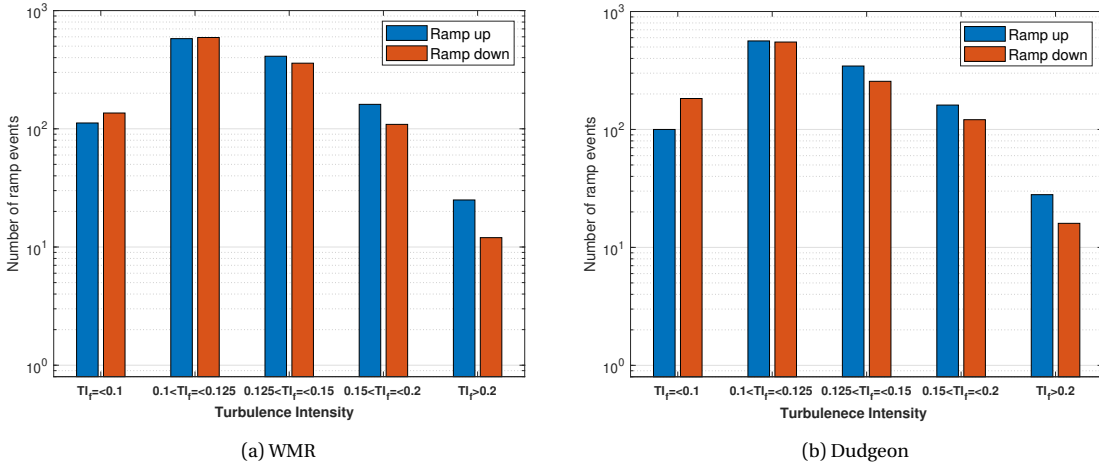 10^3
10^2
10^1
10^0
Number of ramp events
Ramp up
Ramp down
TI_f=<0.1
0.1<TI_f=<0.125
0.125<TI_f=<0.15
0.15<TI_f=<0.2
TI_f>0.2
Turbulence Intensity
(a) WMR
10^3
10^2
10^1
10^0
Number of ramp events
Ramp up
Ramp down
TI_f=<0.1
0.1<TI_f=<0.125
0.125<TI_f=<0.15
0.15<TI_f=<0.2
TI_f>0.2
Turbulenece Intensity
(b) Dudgeon